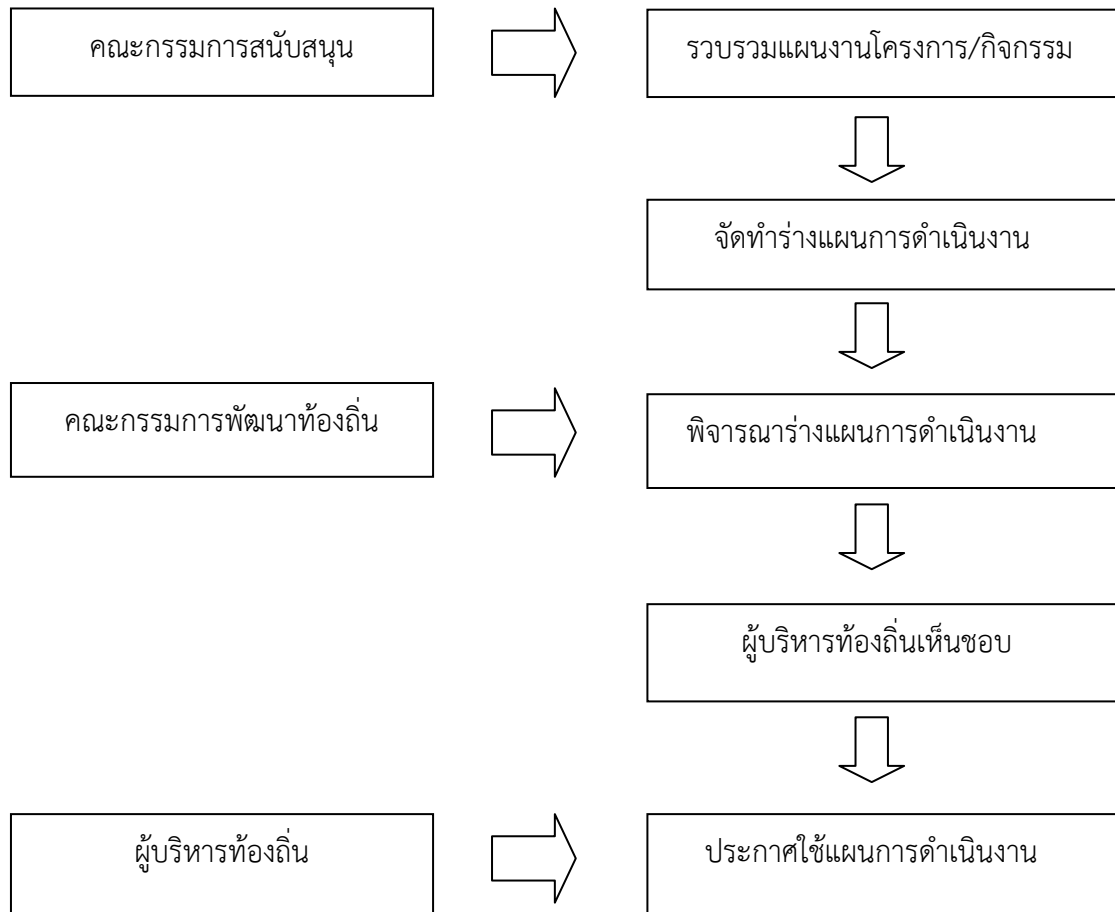 คณะกรรมการสนับสนุน
รวบรวมแผนงานโครงการ/กิจกรรม
จัดทำร่างแผนการดำเนินงาน
คณะกรรมการพัฒนาท้องถิ่น
พิจารณาร่างแผนการดำเนินงาน
ผู้บริหารท้องถิ่นเห็นชอบ
ผู้บริหารท้องถิ่น
ประกาศใช้แผนการดำเนินงาน